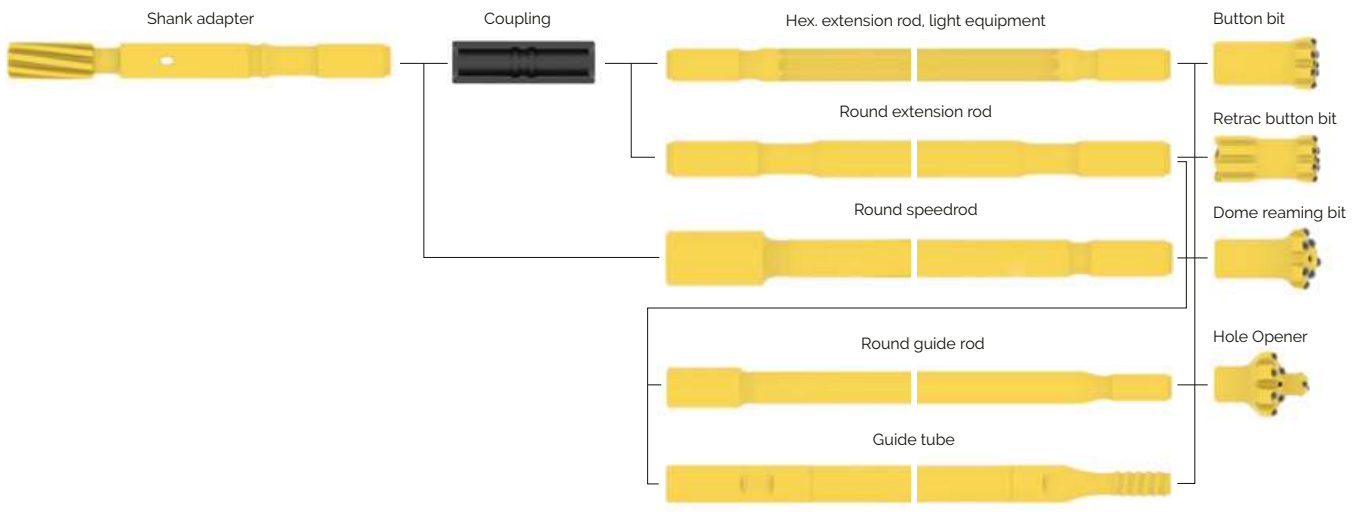 Shank adapter
Coupling
Hex. extension rod, light equipment
Button bit
Round extension rod
Retrac button bit
Round speedrod
Dome reaming bit
Round guide rod
Hole Opener
Guide tube